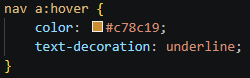 nav a:hover {
    color: #c78c19;
    text-decoration: underline;
}